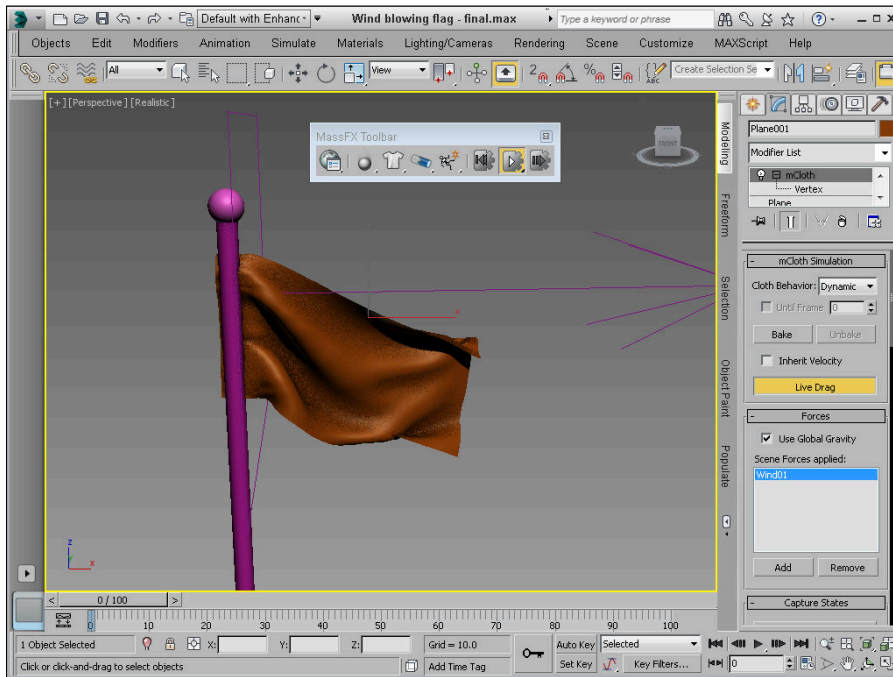 Default with Enhanc
Wind blowing flag - final.max
Type a keyword or phrase
Objects Edit Modifiers Animation Simulate Materials Lighting/Cameras Rendering Scene Customize MAXScript Help
All
View
2
%
ABC
Create Selection Se
[+] [Perspective] [Realistic]
MassFX Toolbar
FRONT
x
z
x
Modeling
Freeform
Selection
Object Paint
Populate
Plane001
Modifier List
mCloth
Vertex
Plane
- mCloth Simulation
Cloth Behavior: Dynamic
Until Frame 0
Bake Unbake
Inherit Velocity
Live Drag
- Forces
Use Global Gravity
Scene Forces applied:
Wind01
Add Remove
- Capture States
< 0 / 100 >
0 10 20 30 40 50 60 70 80 90 100
1 Object Selected X: Y: Z: Grid = 10.0 Auto Key Selected
Click or click-and-drag to select objects Add Time Tag Set Key Key Filters... 0